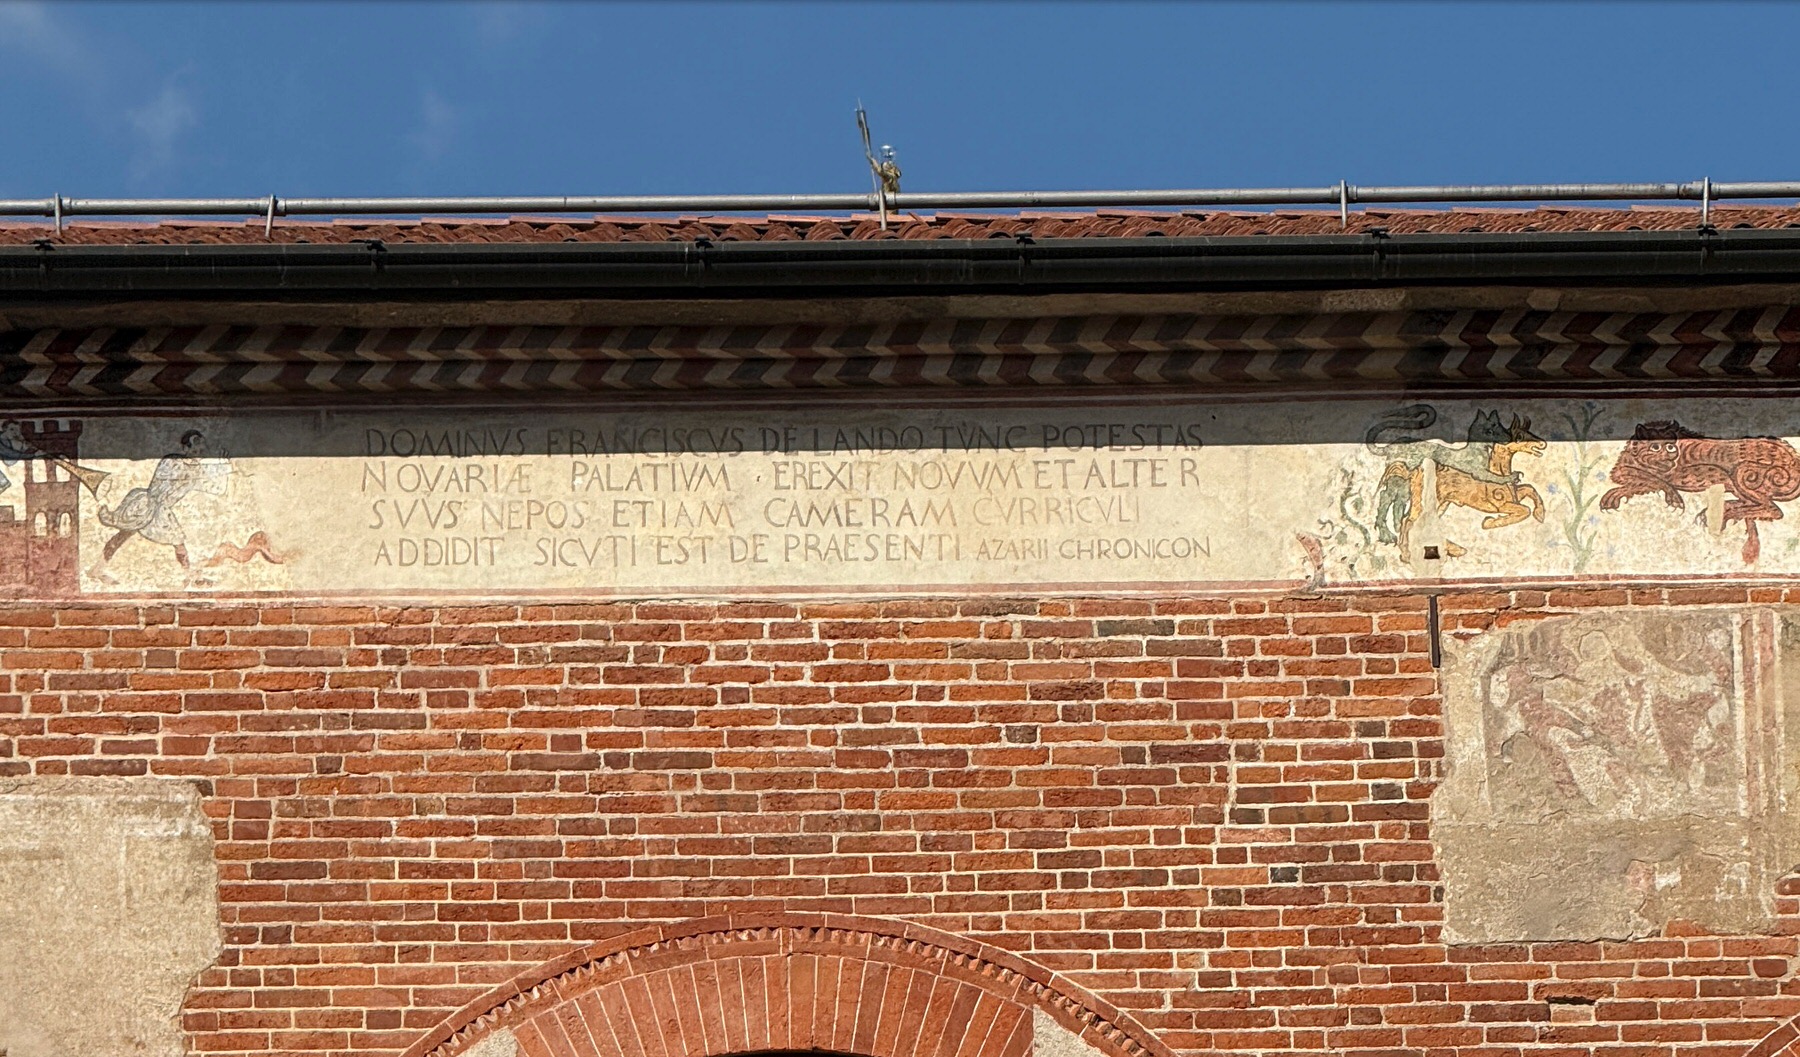 DOMINVS FRANCISCVS DE LANDO TVNC POTESTAS
NOVARIÆ PALATIVM EREXIT NOVVM ET ALTER
SVVS NEPOS ETIAM CAMERAM CVRRICVLI
ADDIDIT SICVTI EST DE PRAESENTI AZARII CHRONICON